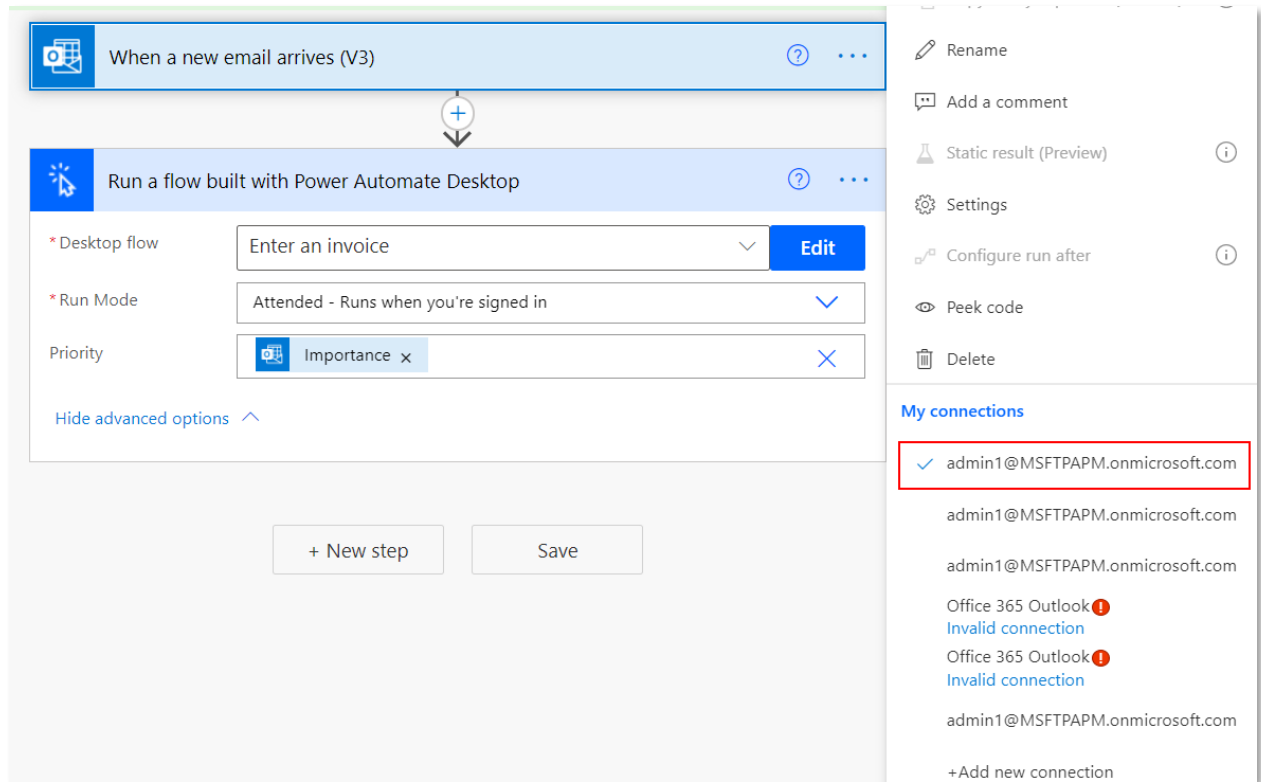 When a new email arrives (V3)
Run a flow built with Power Automate Desktop
*Desktop flow
Enter an invoice
Edit
*Run Mode
Attended - Runs when you're signed in
Priority
Importance ×
Hide advanced options
+ New step
Save
Rename
Add a comment
Static result (Preview)
Settings
Configure run after
Peek code
Delete
My connections
admin1@MSFTPAPM.onmicrosoft.com
admin1@MSFTPAPM.onmicrosoft.com
admin1@MSFTPAPM.onmicrosoft.com
Office 365 Outlook
Invalid connection
Office 365 Outlook
Invalid connection
admin1@MSFTPAPM.onmicrosoft.com
+Add new connection